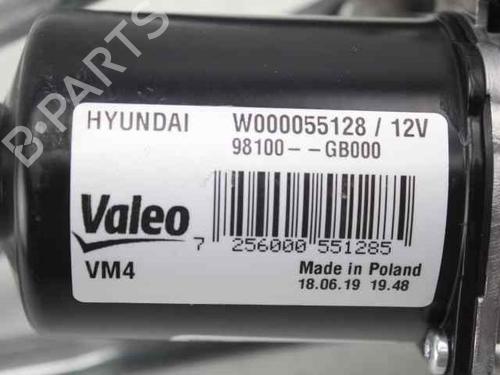 HYUNDAI W000055128 / 12V
98100 - - GB000
Valeo
7 256000 551285
VM4
Made in Poland
18.06.19 19.48
B-PARTS